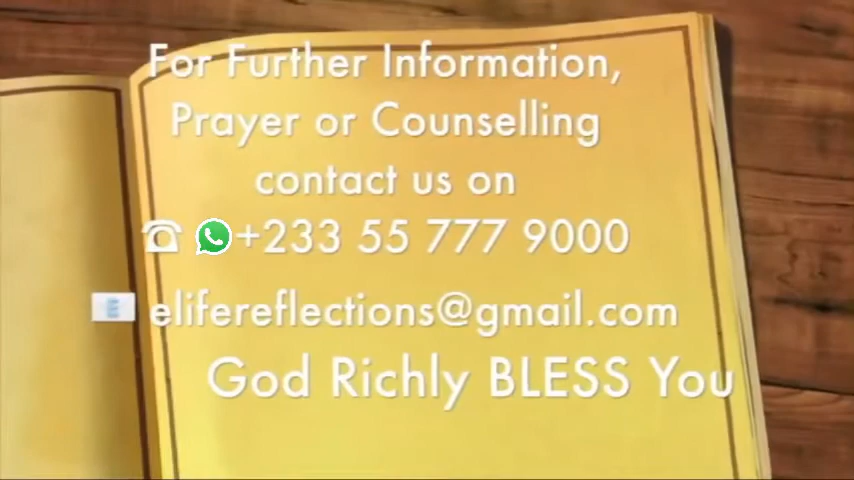 For Further Information,
Prayer or Counselling
contact us on
☎ +233 55 777 9000
📧 elifereflections@gmail.com
God Richly BLESS You